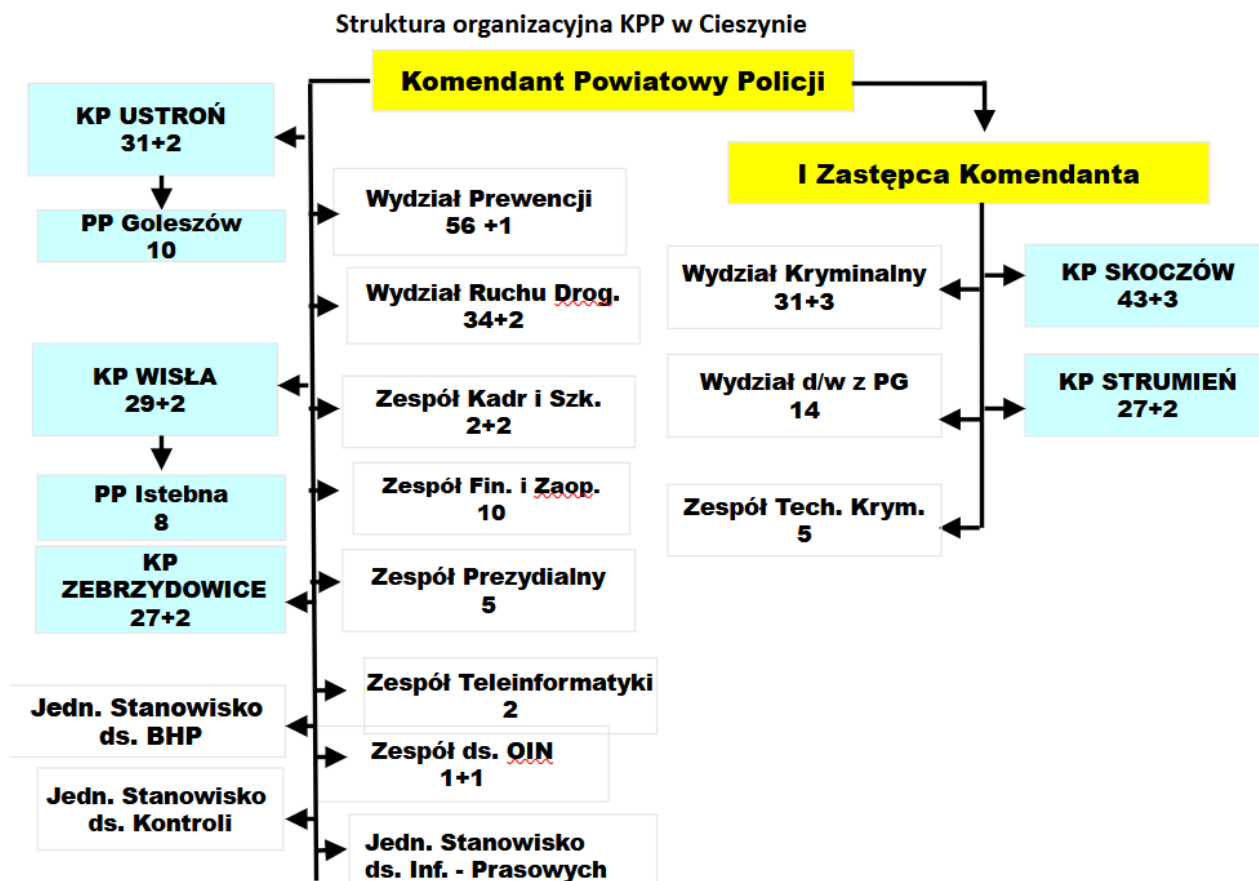 Struktura organizacyjna KPP w Cieszynie
Komendant Powiatowy Policji
I Zastępca Komendanta
KP USTROŃ
31+2
PP Goleszów
10
KP WISŁA
29+2
PP Istebna
8
KP
ZEBRZYDOWICE
27+2
Jedn. Stanowisko
ds. BHP
Jedn. Stanowisko
ds. Kontroli
Wydział Prewencji
56 +1
Wydział Ruchu Drog.
34+2
Zespół Kadr i Szk.
2+2
Zespół Fin. i Zaop.
10
Zespół Prezydialny
5
Zespół Teleinformatyki
2
Zespół ds. OIN
1+1
Jedn. Stanowisko
ds. Inf. - Prasowych
Wydział Kryminalny
31+3
Wydział d/w z PG
14
Zespół Tech. Krym.
5
KP SKOCZÓW
43+3
KP STRUMIEŃ
27+2